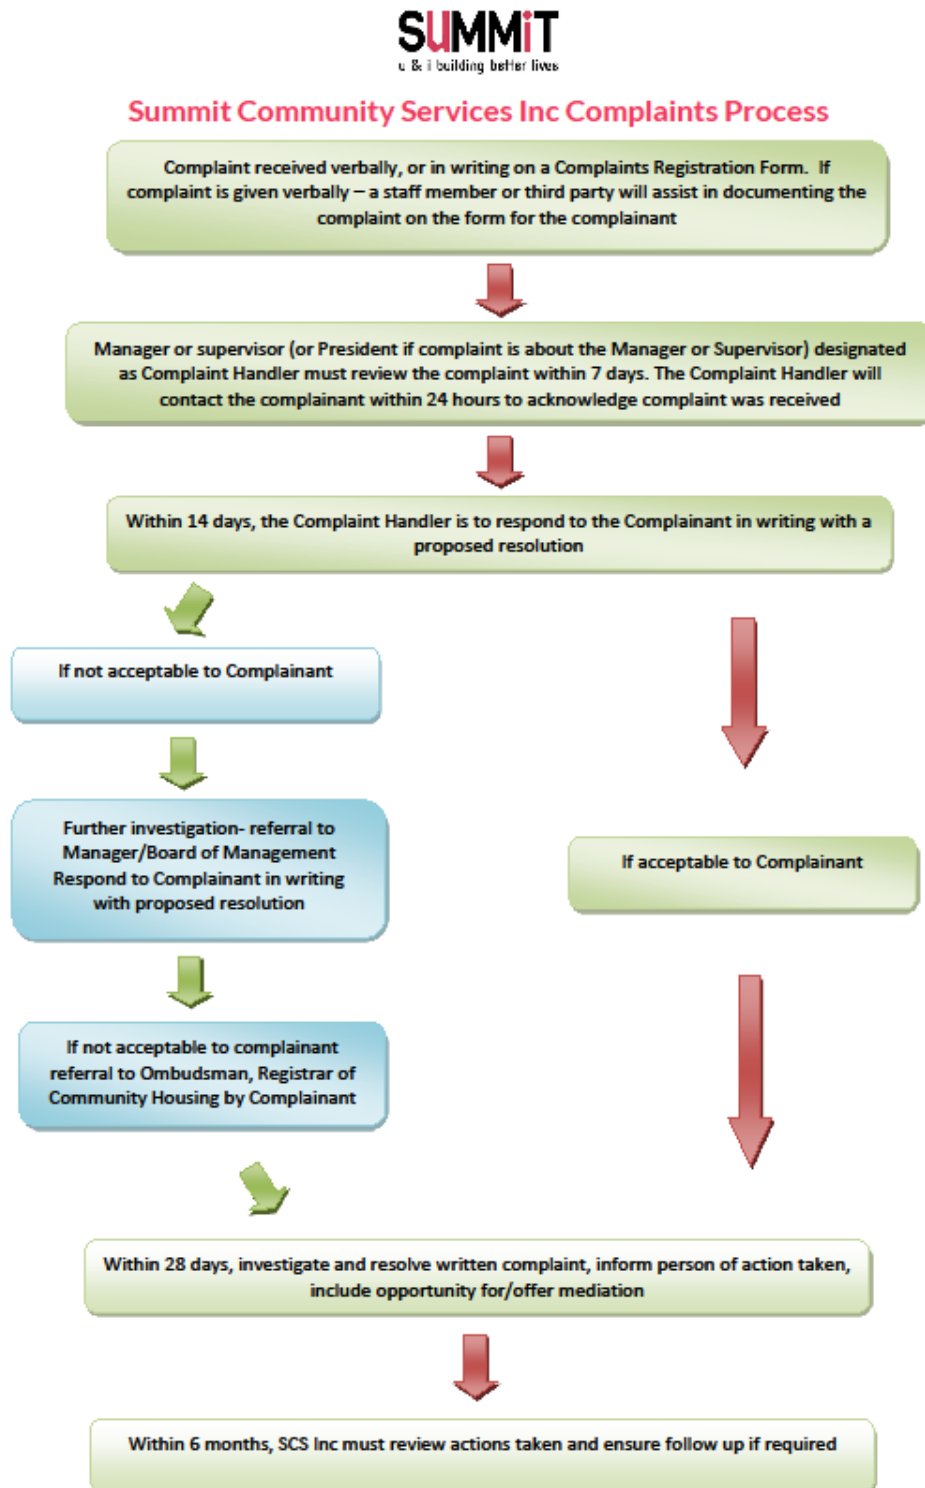 SUMMiT
u & i building better lives
Summit Community Services Inc Complaints Process
Complaint received verbally, or in writing on a Complaints Registration Form.  If
complaint is given verbally – a staff member or third party will assist in documenting the
complaint on the form for the complainant
Manager or supervisor (or President if complaint is about the Manager or Supervisor) designated
as Complaint Handler must review the complaint within 7 days. The Complaint Handler will
contact the complainant within 24 hours to acknowledge complaint was received
Within 14 days, the Complaint Handler is to respond to the Complainant in writing with a
proposed resolution
If not acceptable to Complainant
Further investigation- referral to
Manager/Board of Management
Respond to Complainant in writing
with proposed resolution
If acceptable to Complainant
If not acceptable to complainant
referral to Ombudsman, Registrar of
Community Housing by Complainant
Within 28 days, investigate and resolve written complaint, inform person of action taken,
include opportunity for/offer mediation
Within 6 months, SCS Inc must review actions taken and ensure follow up if required